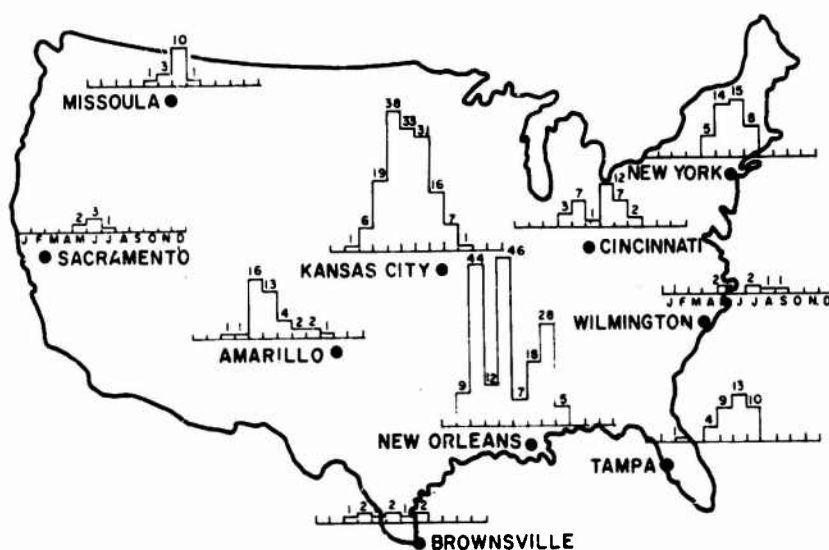 10
1 3 1
MISSOULA
38
33 31
19 16
6 7
1 1
KANSAS CITY
14 15
5 8
NEW YORK
12
3 7 1 7 2
CINCINNATI
2 3 1
J F M A M J J A S O N D
SACRAMENTO
16
13
4
1 1 2 2 1
AMARILLO
44 46
28
9 12 7 18 5
NEW ORLEANS
2 2 1 1
J F M A M J J A S O N D
WILMINGTON
13
9 10
1 4
TAMPA
1 2 2 1 2
BROWNSVILLE